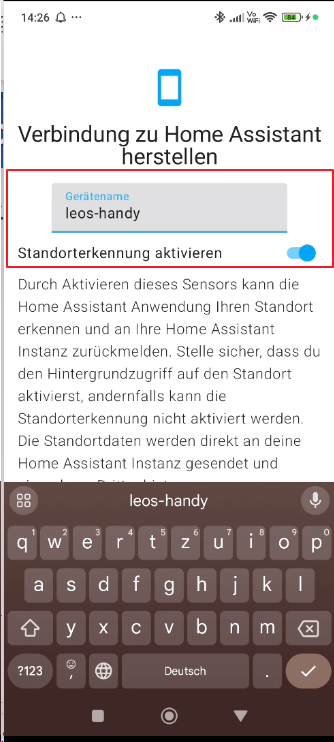 14:26
Vo
WiFi
84
Verbindung zu Home Assistant
herstellen
Gerätename
leos-handy
Standorterkennung aktivieren
Durch Aktivieren dieses Sensors kann die
Home Assistant Anwendung Ihren Standort
erkennen und an Ihre Home Assistant
Instanz zurückmelden. Stelle sicher, dass du
den Hintergrundzugriff auf den Standort
aktivierst, andernfalls kann die
Standorterkennung nicht aktiviert werden.
Die Standortdaten werden direkt an deine
Home Assistant Instanz gesendet und
leos-handy
q1 w2 e3 r4 t5 z6 u7 i8 o9 p0
a s d f g h j k l
y x c v b n m
?123 , Deutsch .